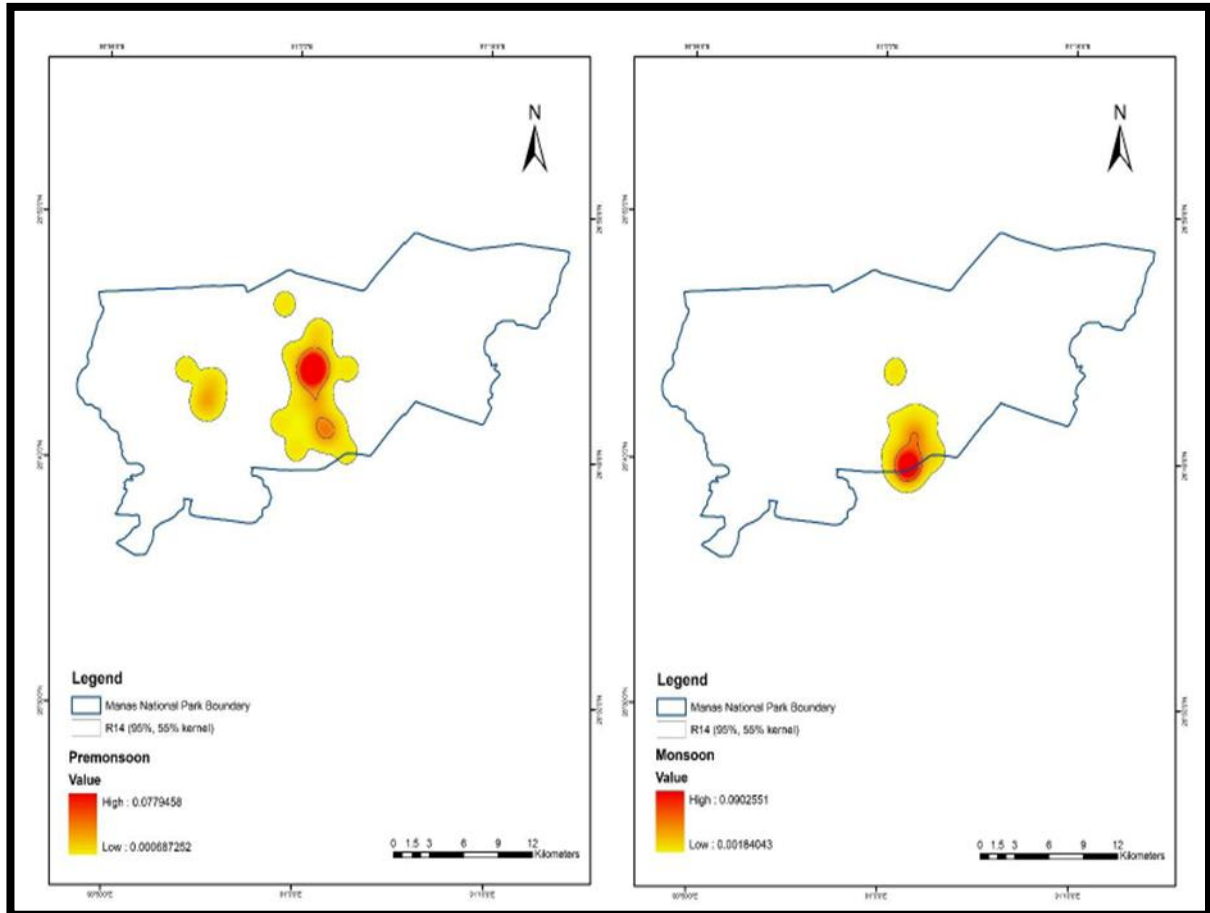 N
Legend
Manas National Park Boundary
R14 (95%, 55% kernel)
Premonsoon
Value
High : 0.0779458
Low : 0.000687252
0 1.5 3 6 9 12
Kilometers
N
Legend
Manas National Park Boundary
R14 (95%, 55% kernel)
Monsoon
Value
High : 0.0902551
Low : 0.00184043
0 1.5 3 6 9 12
Kilometers